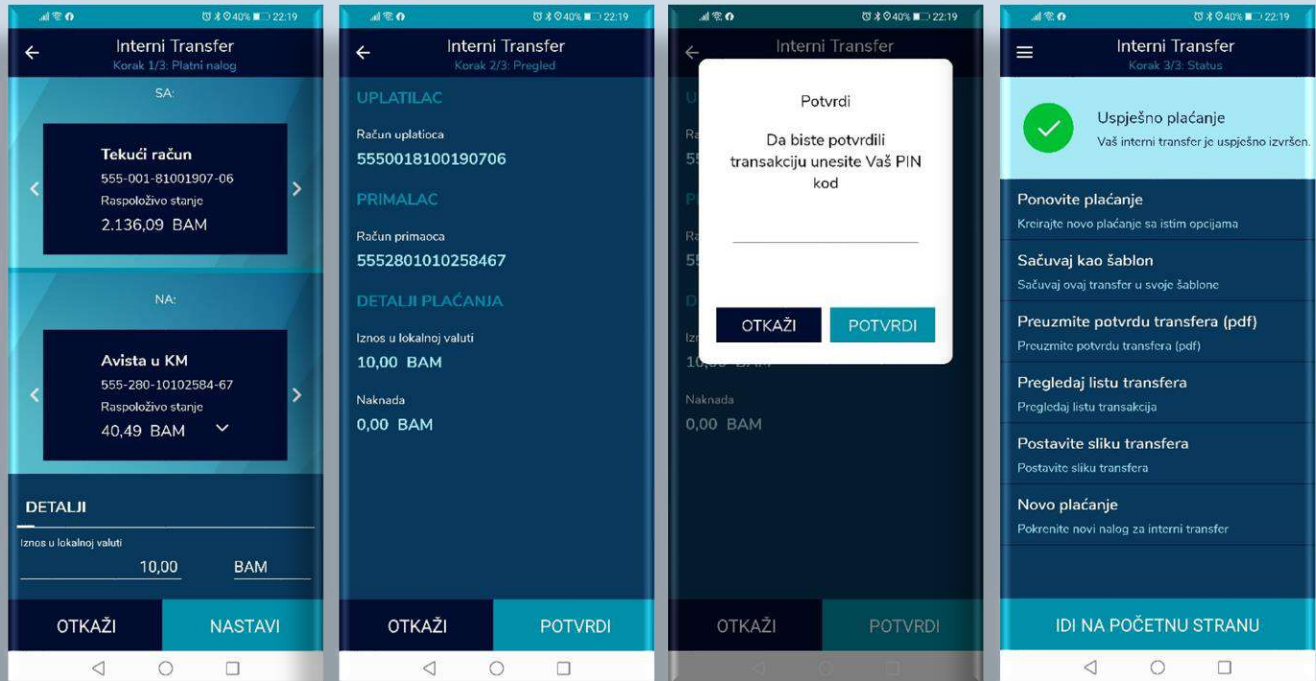 40% 22:19
Interni Transfer
Korak 1/3: Platni nalog
SA:
Tekući račun
555-001-81001907-06
Raspoloživo stanje
2.136,09 BAM
NA:
Avista u KM
555-280-10102584-67
Raspoloživo stanje
40,49 BAM
DETALJI
Iznos u lokalnoj valuti
10,00 BAM
OTKAŽI NASTAVI
40% 22:19
Interni Transfer
Korak 2/3: Pregled
UPLATILAC
Račun uplatioca
5550018100190706
PRIMALAC
Račun primaoca
5552801010258467
DETALJI PLAĆANJA
Iznos u lokalnoj valuti
10,00 BAM
Naknada
0,00 BAM
OTKAŽI POTVRDI
40% 22:19
Interni Transfer
Potvrdi
Da biste potvrdili
transakciju unesite Vaš PIN
kod
OTKAŽI POTVRDI
Naknada
0,00 BAM
OTKAŽI POTVRDI
40% 22:19
Interni Transfer
Korak 3/3: Status
Uspješno plaćanje
Vaš interni transfer je uspješno izvršen.
Ponovite plaćanje
Kreirajte novo plaćanje sa istim opcijama
Sačuvaj kao šablon
Sačuvaj ovaj transfer u svoje šablone
Preuzmite potvrdu transfera (pdf)
Preuzmite potvrdu transfera (pdf)
Pregledaj listu transfera
Pregledaj listu transakcija
Postavite sliku transfera
Postavite sliku transfera
Novo plaćanje
Pokrenite novi nalog za interni transfer
IDI NA POČETNU STRANU